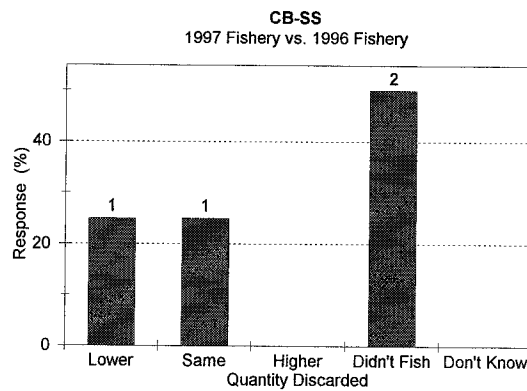 CB-SS
1997 Fishery vs. 1996 Fishery
Response (%)
40
20
0
1
1
2
Lower Same Higher Didn't Fish Don't Know
Quantity Discarded